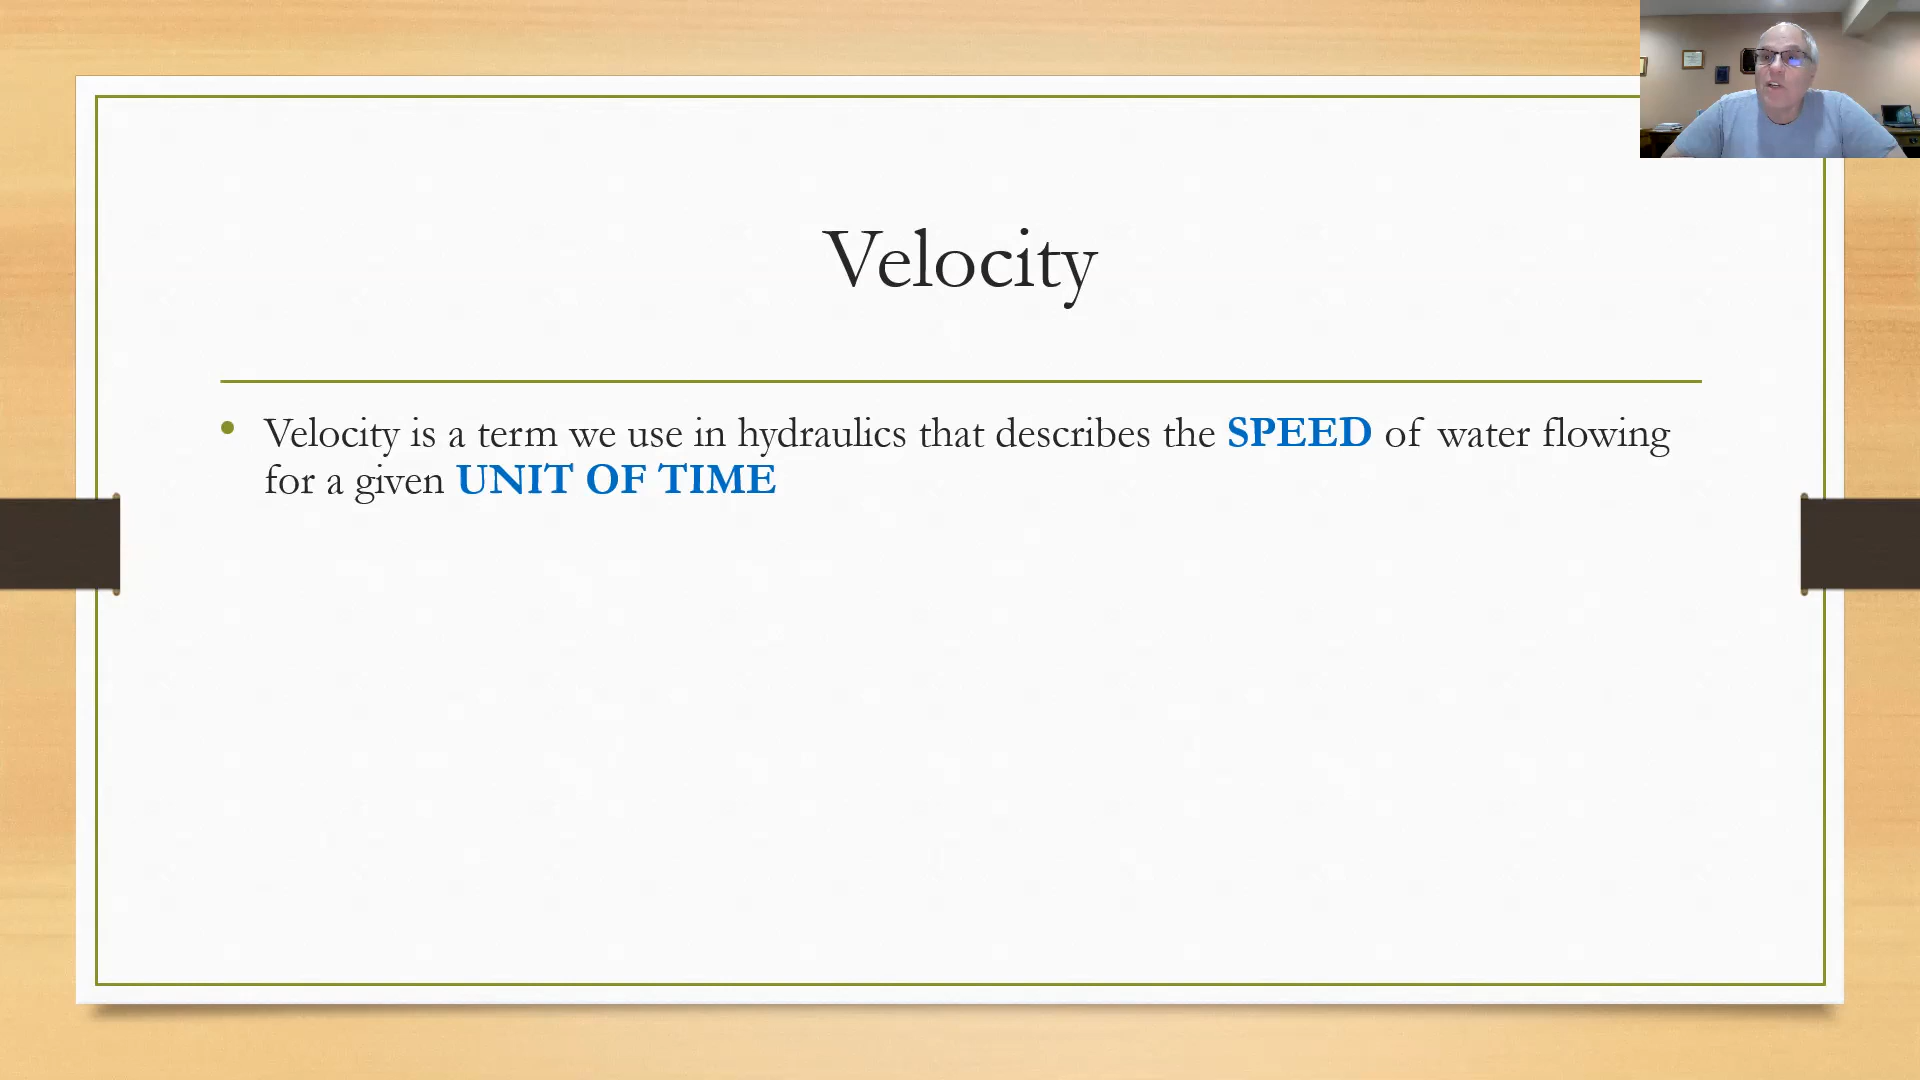 Velocity
• Velocity is a term we use in hydraulics that describes the SPEED of water flowing
for a given UNIT OF TIME